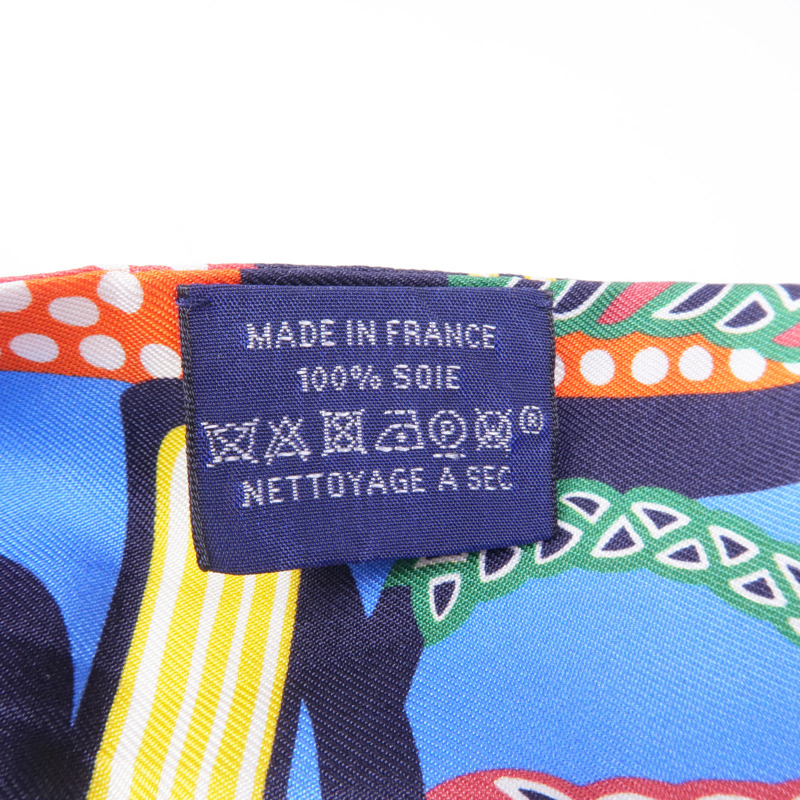 MADE IN FRANCE
100% SOIE
P W ®
NETTOYAGE A SEC